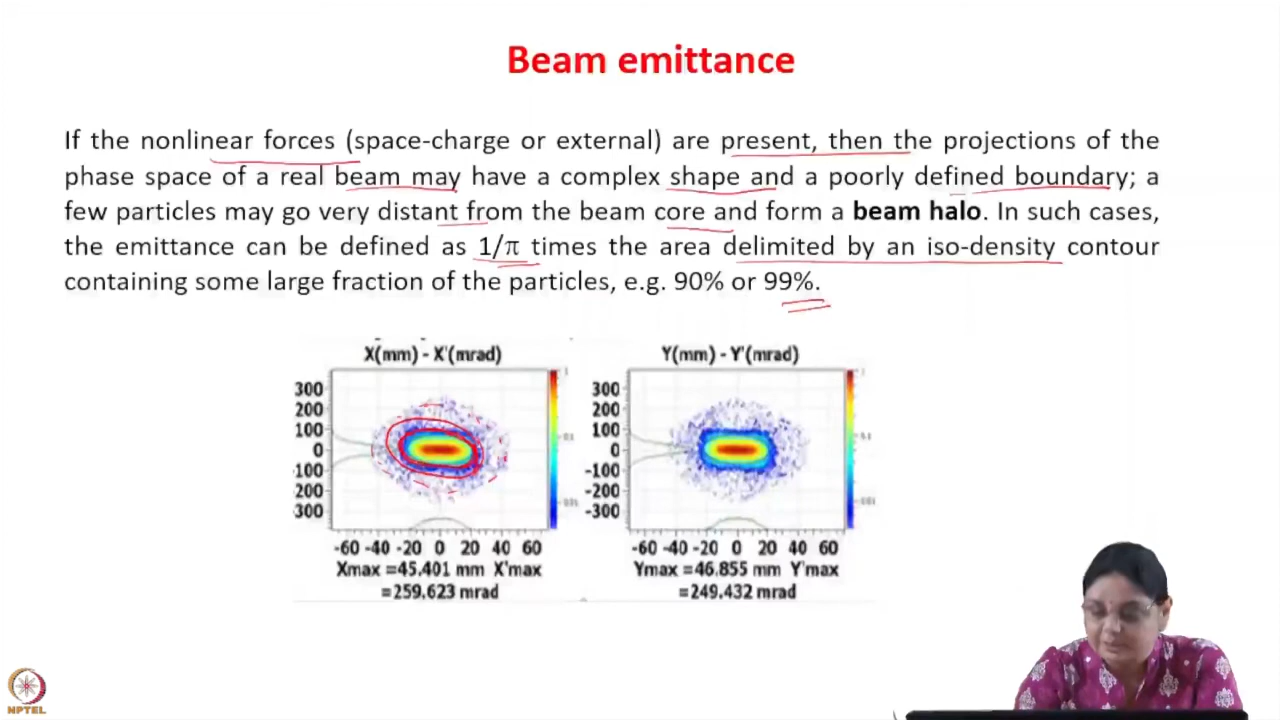 Beam emittance
If the nonlinear forces (space-charge or external) are present, then the projections of the
phase space of a real beam may have a complex shape and a poorly defined boundary; a
few particles may go very distant from the beam core and form a beam halo. In such cases,
the emittance can be defined as 1/π times the area delimited by an iso-density contour
containing some large fraction of the particles, e.g. 90% or 99%.
X(mm) - X'(mrad)
300
200
100
0
-100
200
300
-60 -40 -20 0 20 40 60
Xmax =45.401 mm X'max
=259.623 mrad
Y(mm) - Y'(mrad)
300
200
100
0
-100
-200
-300
-60 -40 -20 0 20 40 60
Ymax =46.855 mm Y'max
=249.432 mrad
NPTEL